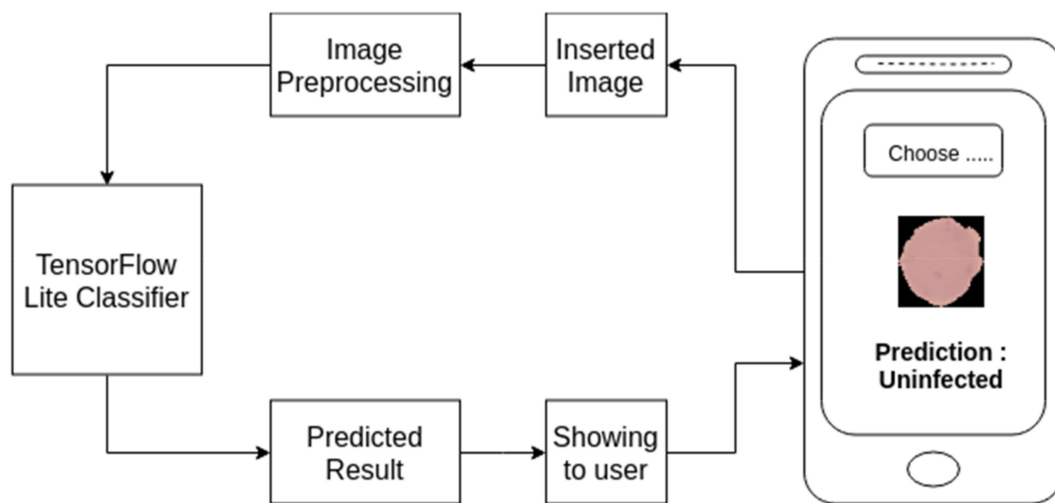 Image
Preprocessing
Inserted
Image
Choose .....
TensorFlow
Lite Classifier
Prediction :
Uninfected
Predicted
Result
Showing
to user